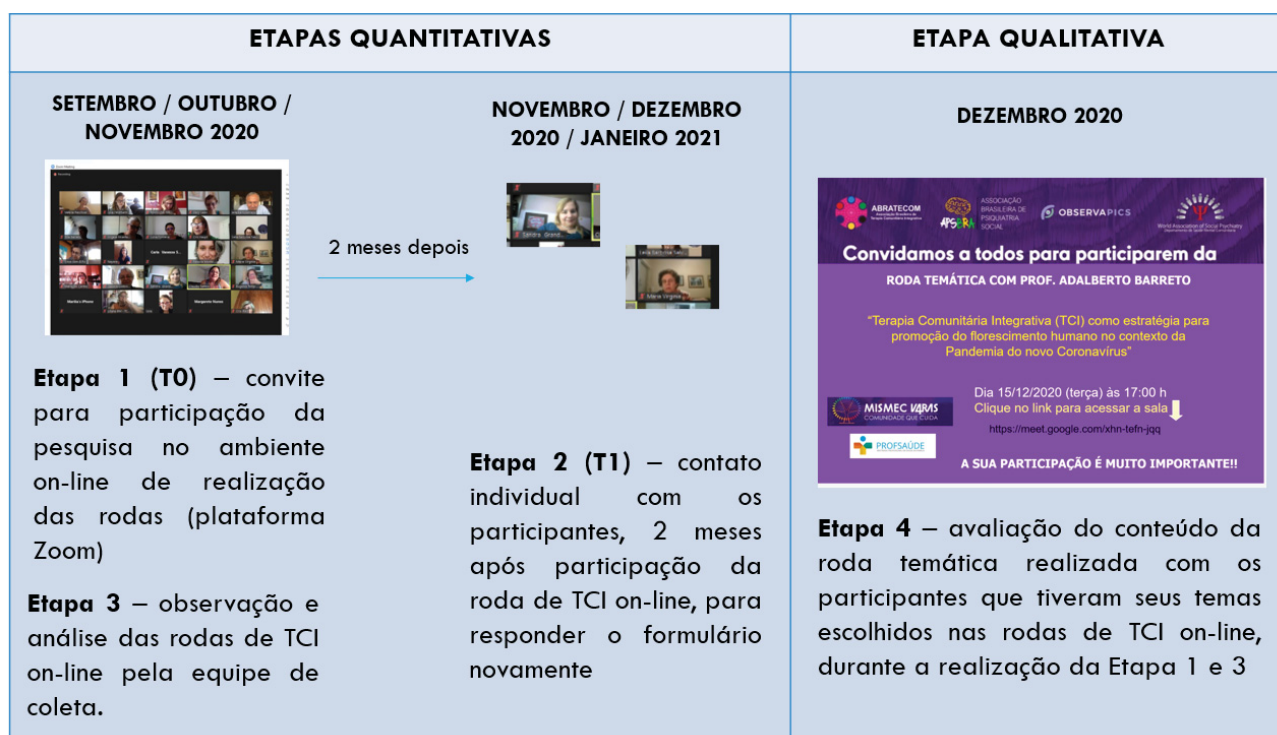 ETAPAS QUANTITATIVAS
ETAPA QUALITATIVA
SETEMBRO / OUTUBRO /
NOVEMBRO 2020
2 meses depois
NOVEMBRO / DEZEMBRO
2020 / JANEIRO 2021
Etapa 1 (T0) – convite
para participação da
pesquisa no ambiente
on-line de realização
das rodas (plataforma
Zoom)
Etapa 3 – observação e
análise das rodas de TCI
on-line pela equipe de
coleta.
Etapa 2 (T1) – contato
individual com os
participantes, 2 meses
após participação da
roda de TCI on-line, para
responder o formulário
novamente
DEZEMBRO 2020
ABRATECOM
APSBRA
ASSOCIAÇÃO
BRASILEIRA DE
PSIQUIATRIA
SOCIAL
OBSERVAPICS
World Association of Social Psychiatry
Convidamos a todos para participarem da
RODA TEMÁTICA COM PROF. ADALBERTO BARRETO
“Terapia Comunitária Integrativa (TCI) como estratégia para
promoção do florescimento humano no contexto da
Pandemia do novo Coronavírus”
MISMEC VARAS
COMUNIDADE QUE CUIDA
PROFSAÚDE
Dia 15/12/2020 (terça) às 17:00 h
Clique no link para acessar a sala
https://meet.google.com/xhn-tefn-jqq
A SUA PARTICIPAÇÃO É MUITO IMPORTANTE!!
Etapa 4 – avaliação do conteúdo da
roda temática realizada com os
participantes que tiveram seus temas
escolhidos nas rodas de TCI on-line,
durante a realização da Etapa 1 e 3